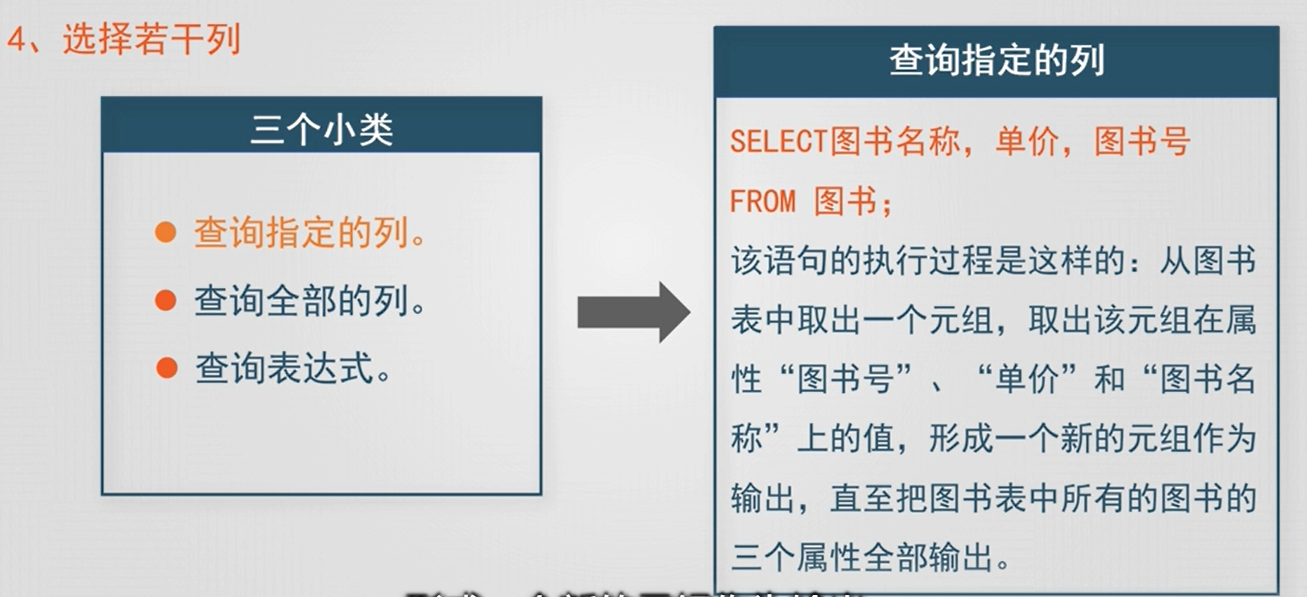 4、选择若干列
三个小类
查询指定的列。
查询全部的列。
查询表达式。
查询指定的列
SELECT图书名称，单价，图书号
FROM 图书；
该语句的执行过程是这样的：从图书
表中取出一个元组，取出该元组在属
性“图书号”、“单价”和“图书名
称”上的值，形成一个新的元组作为
输出，直至把图书表中所有的图书的
三个属性全部输出。